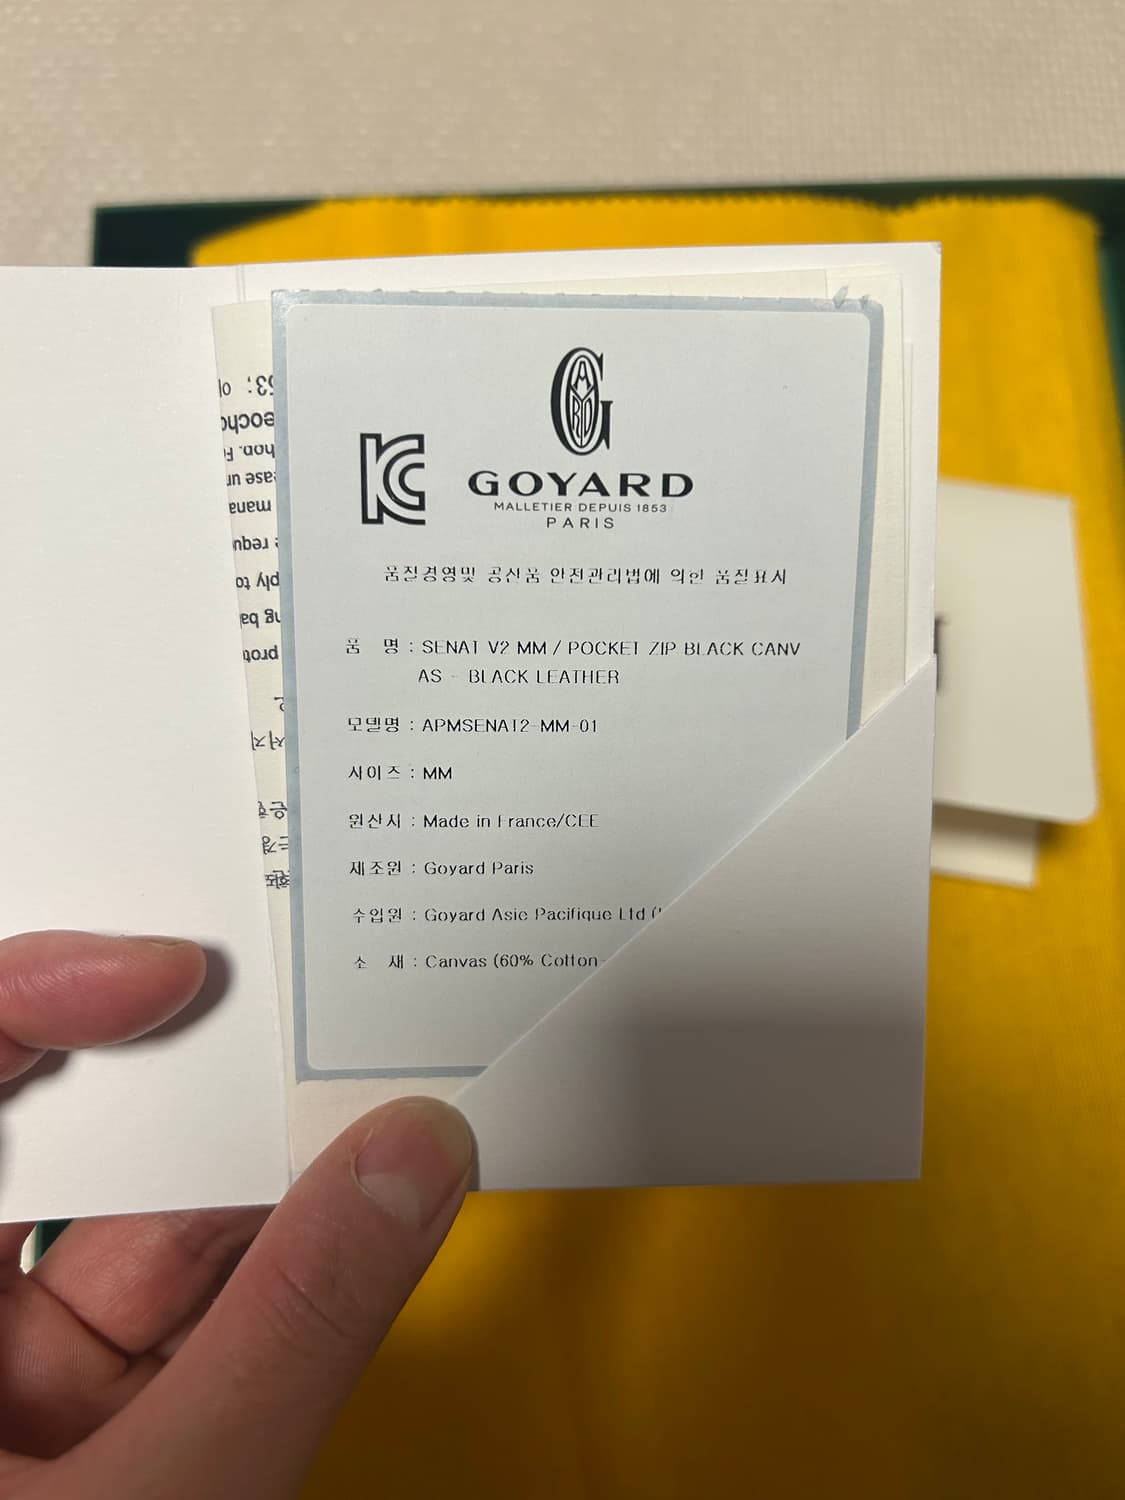 GOYARD
MALLETIER DEPUIS 1853
PARIS
품질경영및 공산품 안전관리법에 의한 품질표시
품 명 : SENAT V2 MM / POCKET ZIP BLACK CANV
AS - BLACK LEATHER
모델명 : APMSENAT2-MM-01
사이즈 : MM
원산지 : Made in France/CEE
제조원 : Goyard Paris
수입원 : Goyard Asie Pacifique Ltd
소 재 : Canvas (60% Cotton-